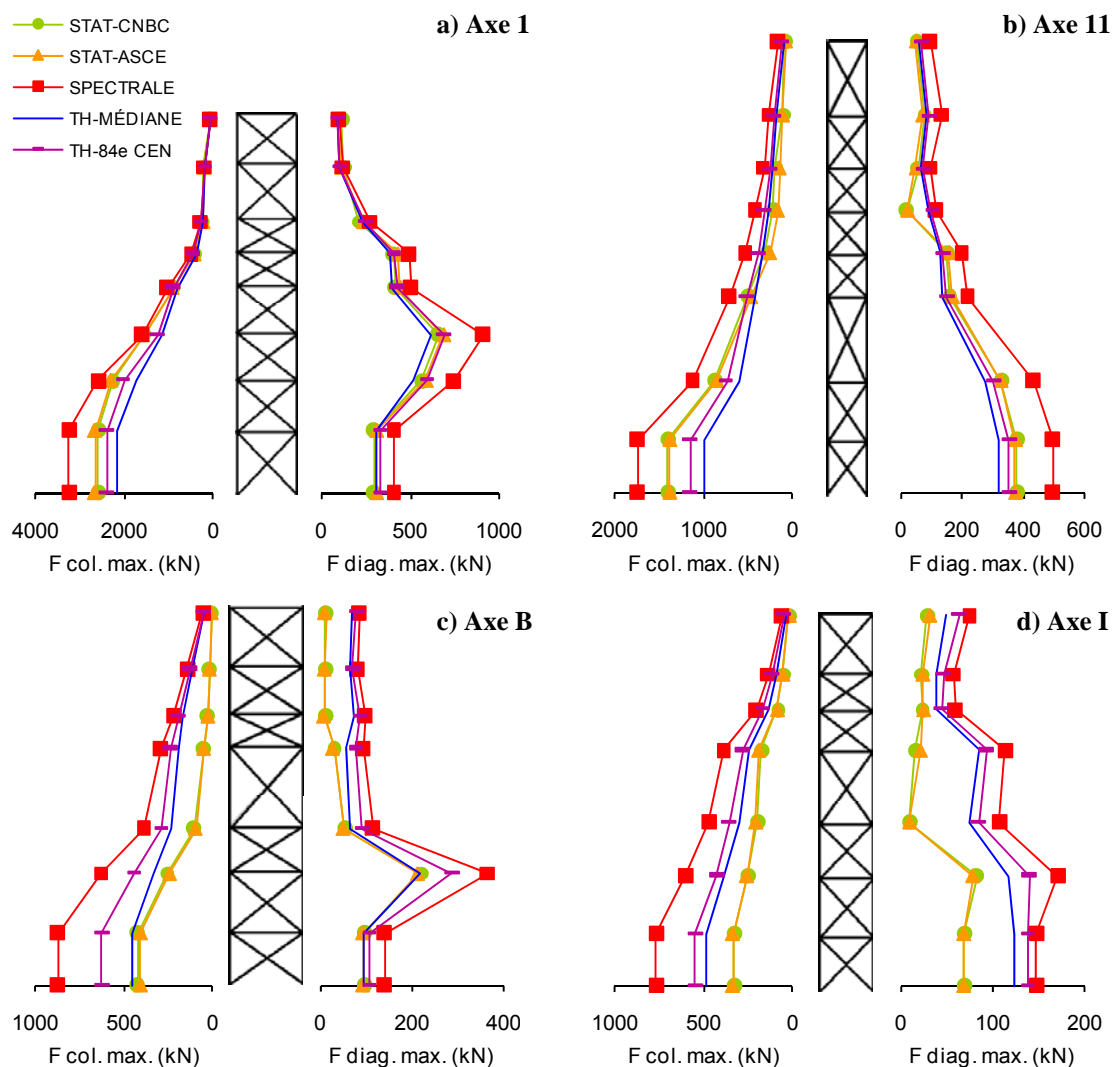 STAT-CNBC
STAT-ASCE
SPECTRALE
TH-MÉDIANE
TH-84e CEN
a) Axe 1
4000 2000 0
F col. max. (kN)
0 500 1000
F diag. max. (kN)
b) Axe 11
2000 1000 0
F col. max. (kN)
0 200 400 600
F diag. max. (kN)
c) Axe B
1000 500 0
F col. max. (kN)
0 200 400
F diag. max. (kN)
d) Axe I
1000 500 0
F col. max. (kN)
0 100 200
F diag. max. (kN)